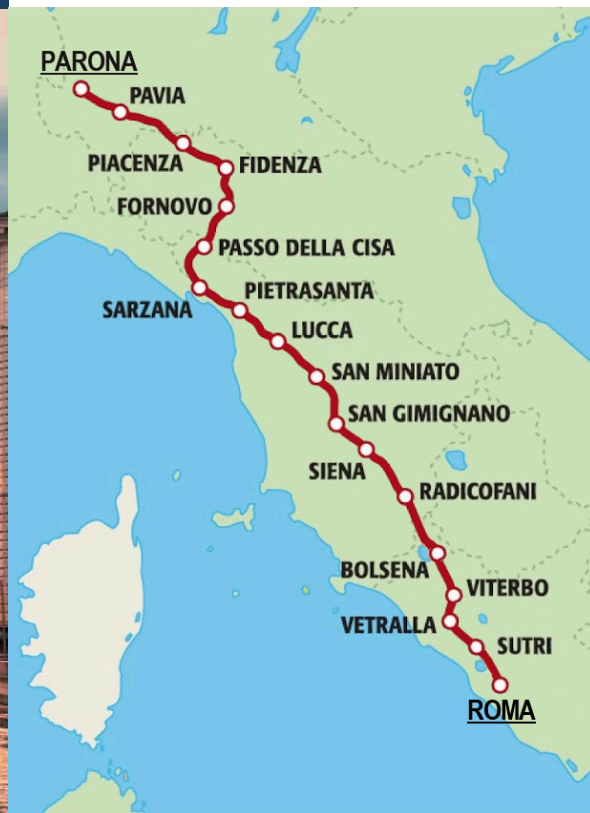 PARONA
PAVIA
PIACENZA
FIDENZA
FORNOVO
PASSO DELLA CISA
SARZANA
PIETRASANTA
LUCCA
SAN MINIATO
SAN GIMIGNANO
SIENA
RADICOFANI
BOLSENA
VITERBO
VETRALLA
SUTRI
ROMA